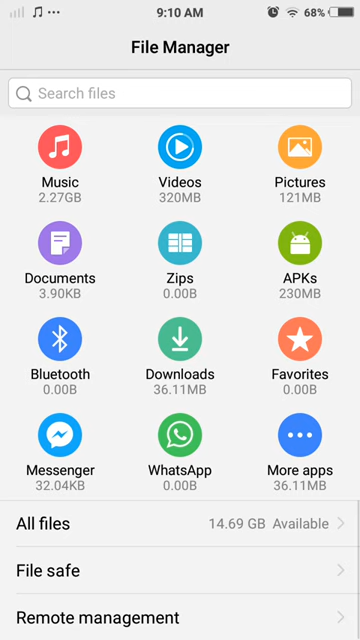 9:10 AM
68%
File Manager
Search files
Music
2.27GB
Videos
320MB
Pictures
121MB
Documents
3.90KB
Zips
0.00B
APKs
230MB
Bluetooth
0.00B
Downloads
36.11MB
Favorites
0.00B
Messenger
32.04KB
WhatsApp
0.00B
More apps
36.11MB
All files 14.69 GB Available
File safe
Remote management